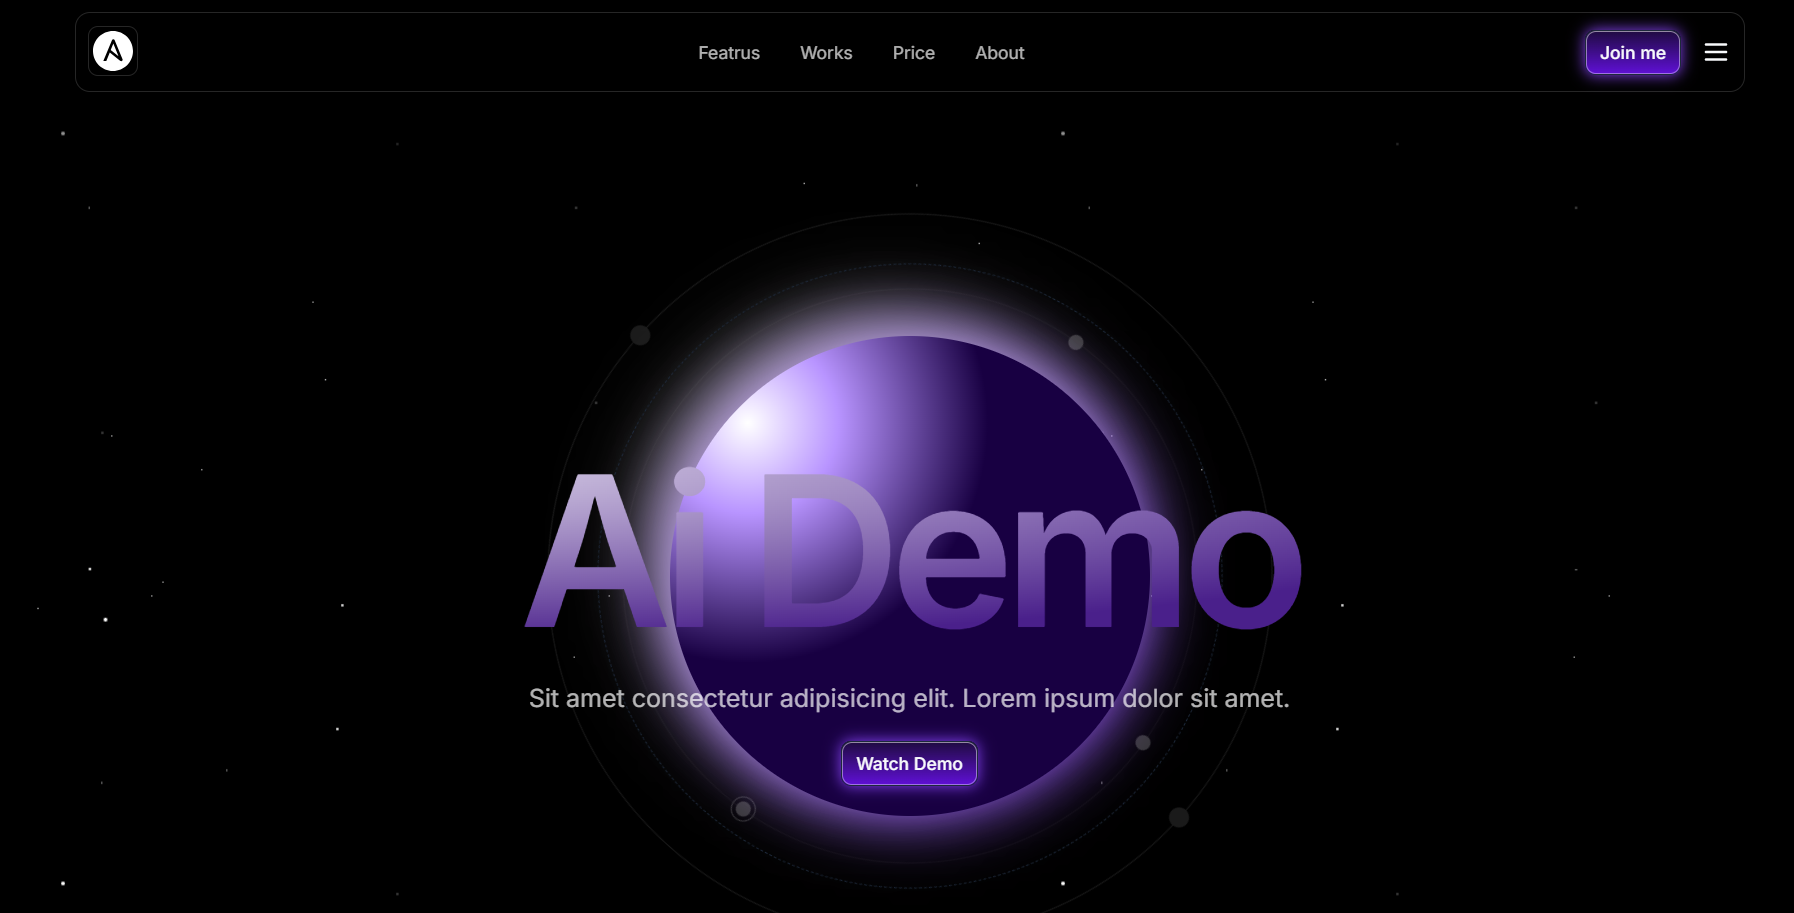 Featrus Works Price About Join me
Ai Demo
Sit amet consectetur adipisicing elit. Lorem ipsum dolor sit amet.
Watch Demo